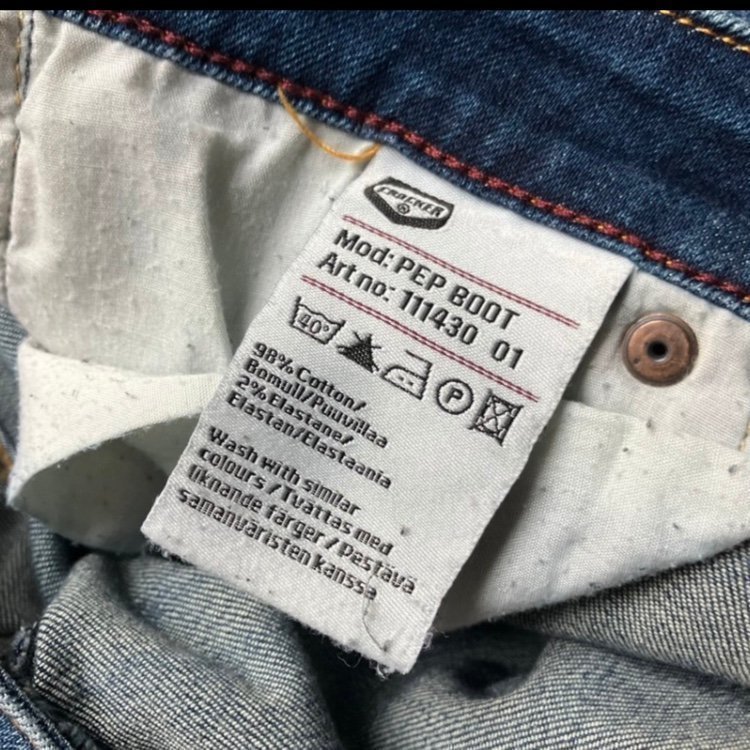 CRACKER
®
Mod: PEP BOOT
Art no: 111430 01
40°
P
98% Cotton/
Bomull/Puuvillaa
2% Elastane/
Elastan/Elastaania
Wash with similar
colours / Tvättas med
liknande färger / Pestävä
samanväristen kanssa